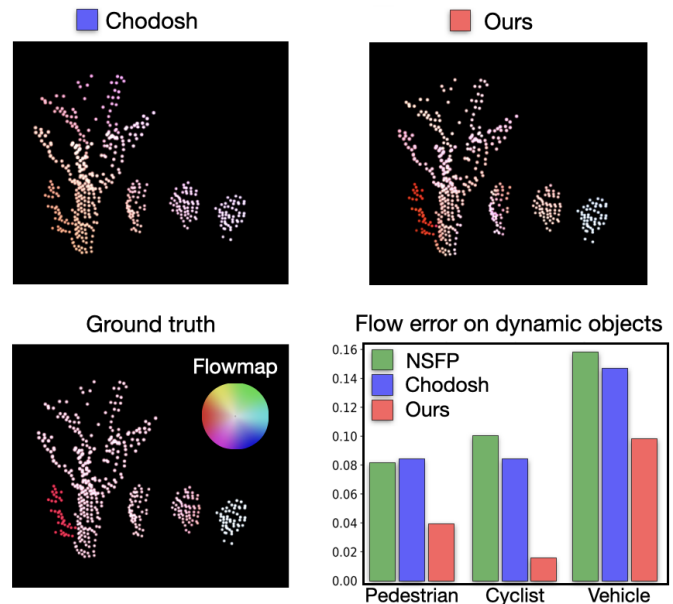 Chodosh
Ours
Ground truth
Flowmap
Flow error on dynamic objects
0.16
0.14
0.12
0.10
0.08
0.06
0.04
0.02
0.00
NSFP
Chodosh
Ours
Pedestrian
Cyclist
Vehicle